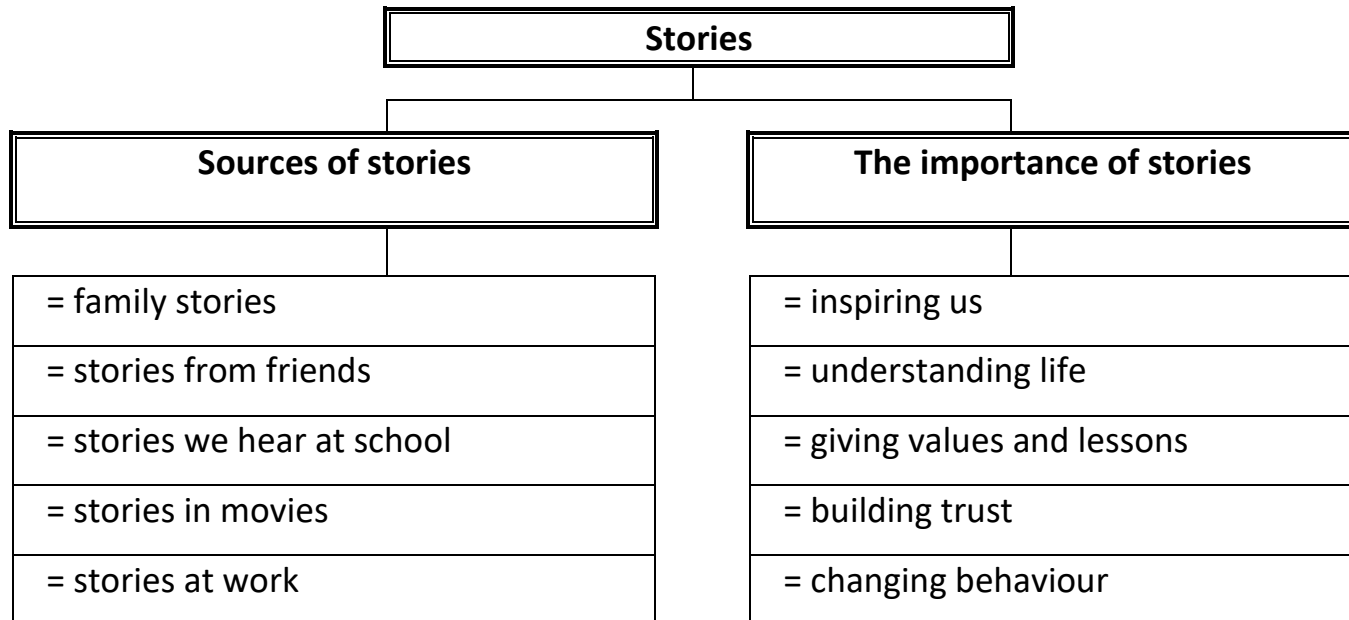 Stories
Sources of stories
= family stories
= stories from friends
= stories we hear at school
= stories in movies
= stories at work
The importance of stories
= inspiring us
= understanding life
= giving values and lessons
= building trust
= changing behaviour